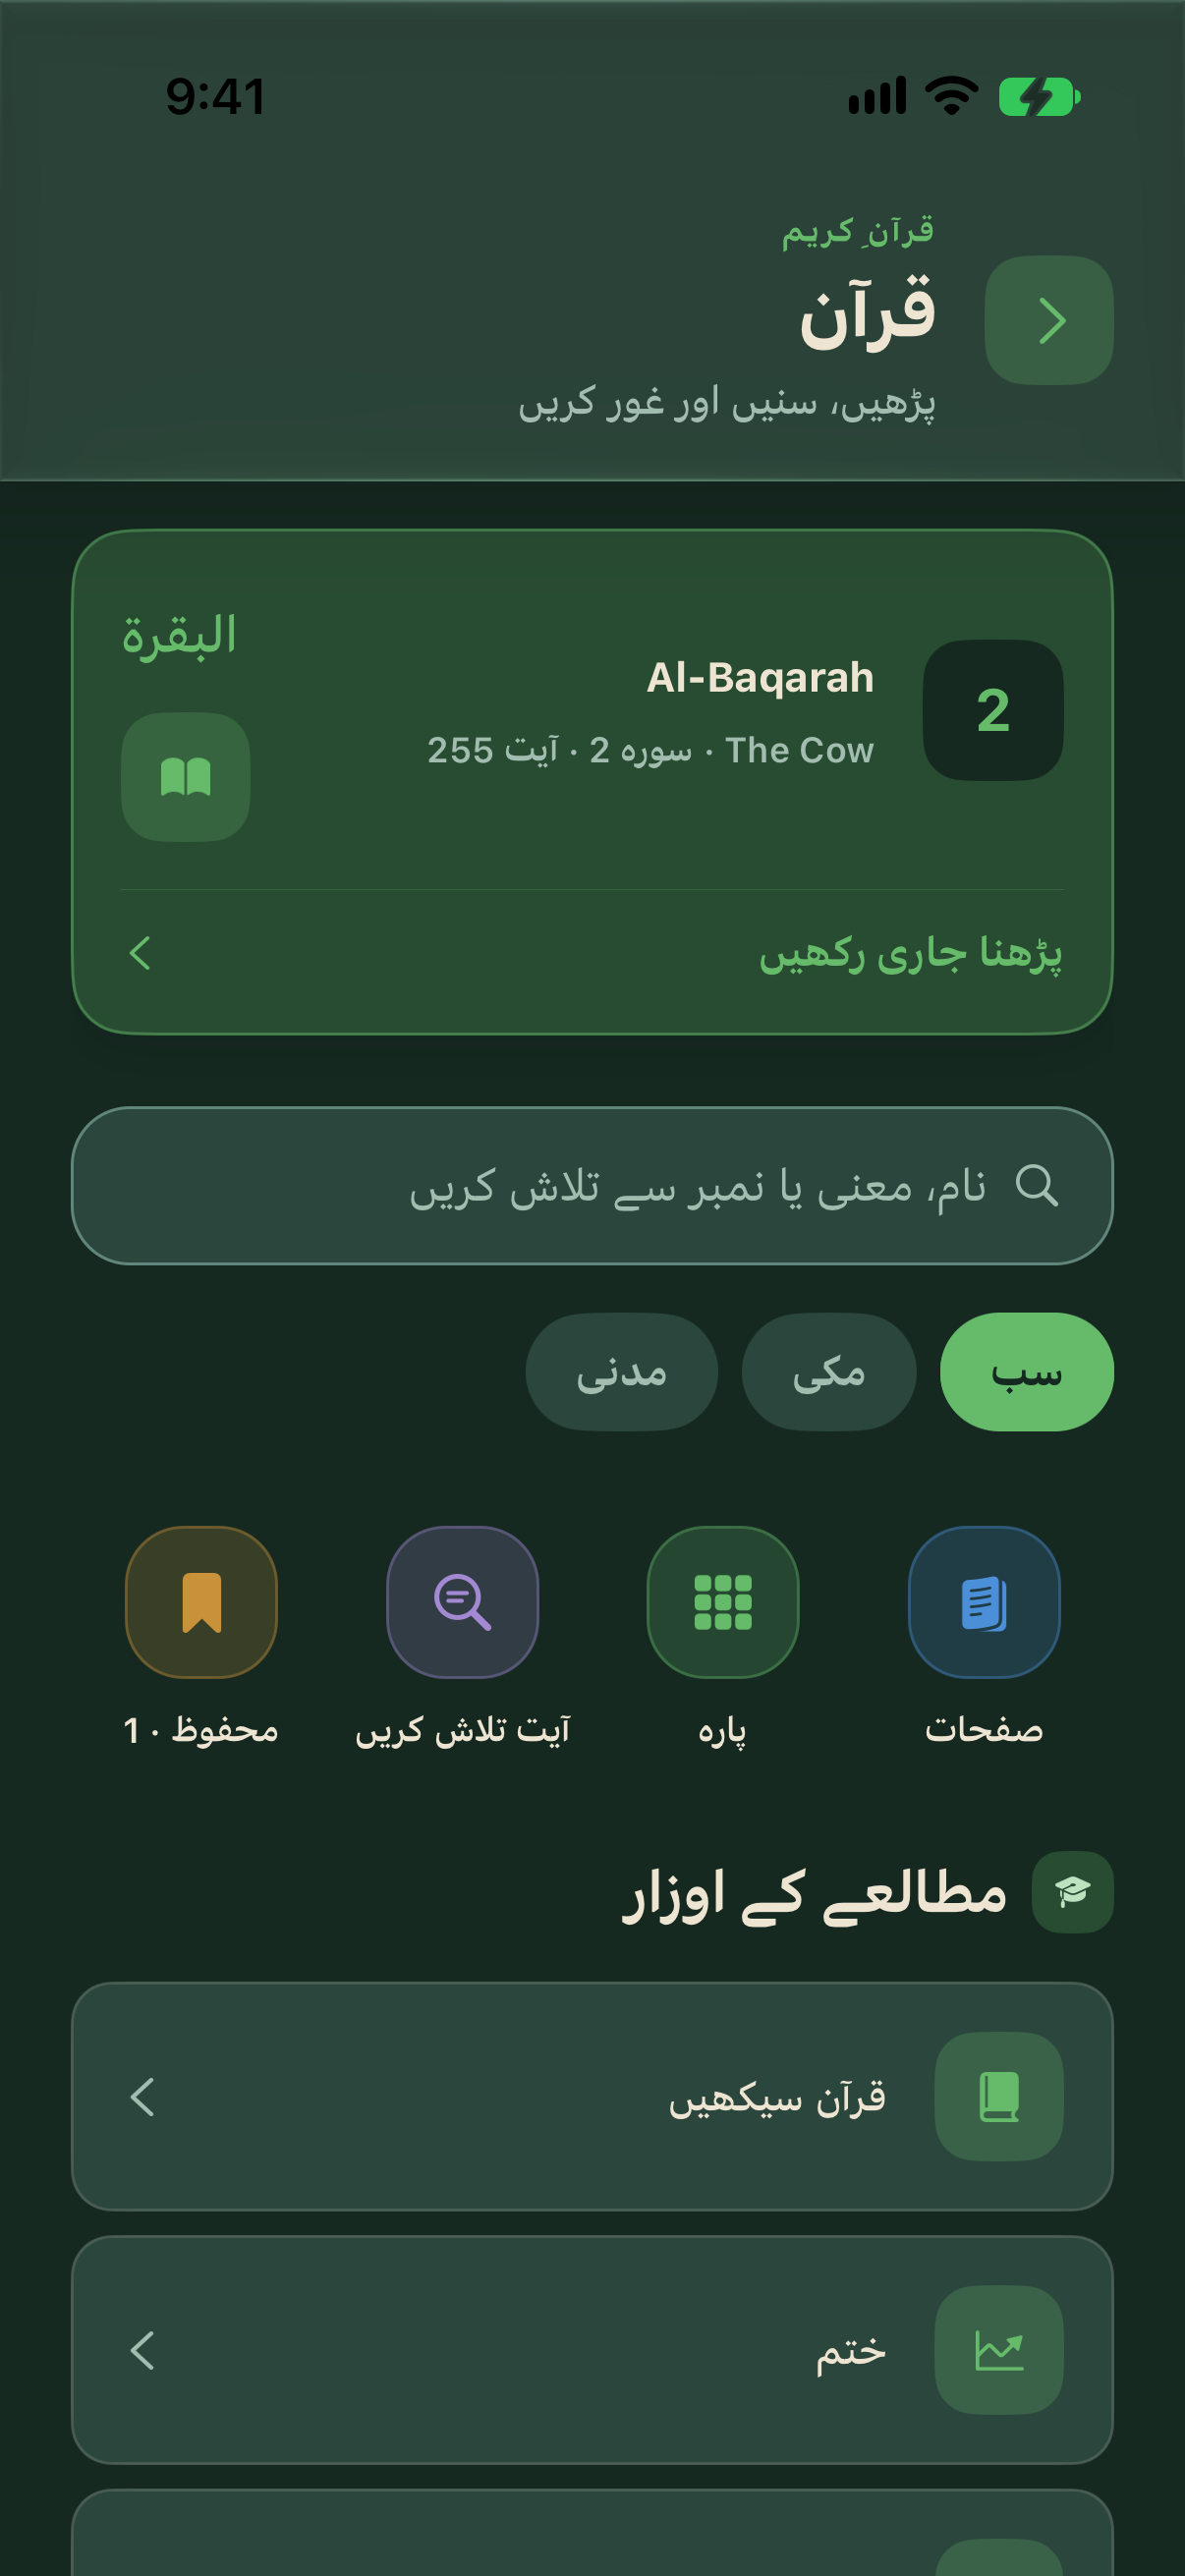 9:41
قرآنِ کریم
قرآن
پڑھیں، سنیں اور غور کریں
2
Al-Baqarah
The Cow · سورہ 2 · آیت 255
البقرة
پڑھنا جاری رکھیں
نام، معنی یا نمبر سے تلاش کریں
سب
مکی
مدنی
صفحات
پارہ
آیت تلاش کریں
محفوظ · 1
مطالعے کے اوزار
قرآن سیکھیں
ختم